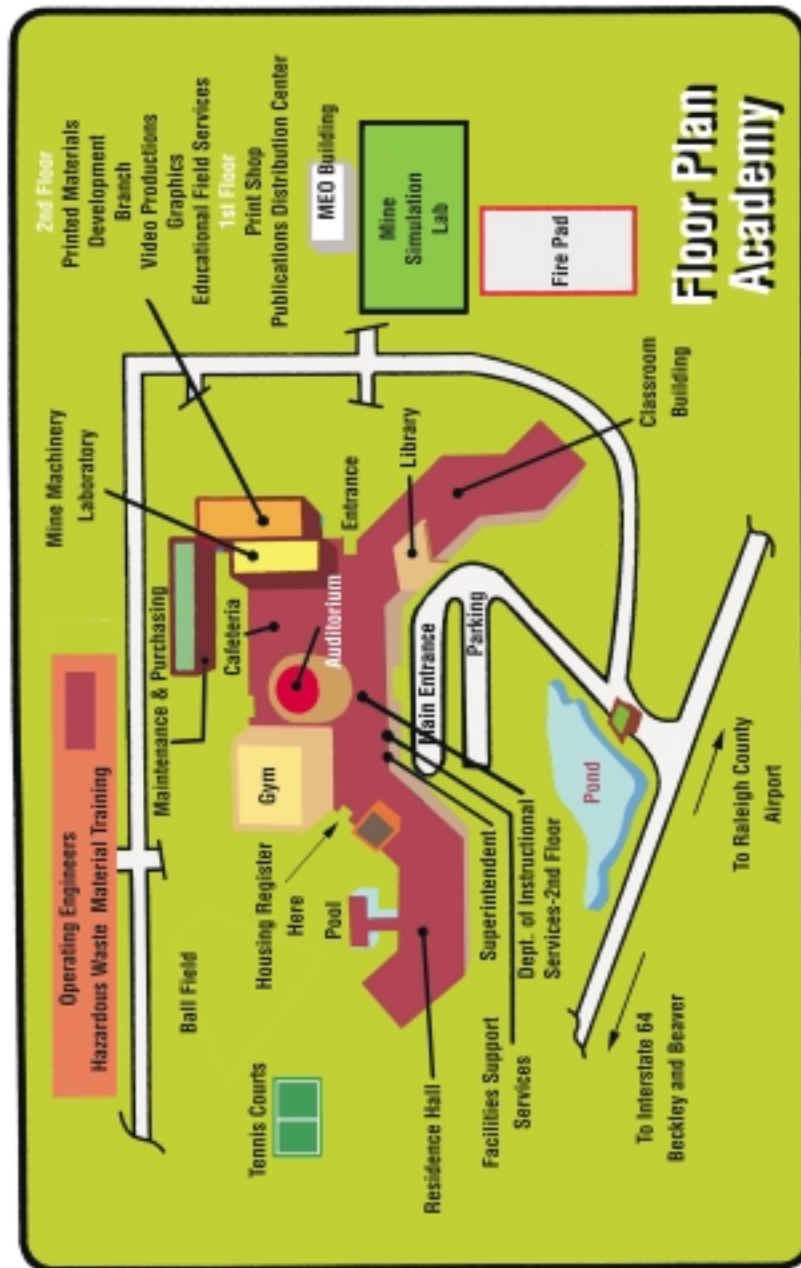 Operating Engineers
Hazardous Waste Material Training
Mine Machinery
Laboratory
2nd Floor
Printed Materials
Development
Branch
Video Productions
Graphics
Educational Field Services
1st Floor
Print Shop
Publications Distribution Center
Maintenance & Purchasing
Ball Field
Cafeteria
Tennis Courts
Gym
Auditorium
Entrance
Housing Register
Here
Pool
Library
MEO Building
Mine
Simulation
Lab
Main Entrance
Parking
Residence Hall
Superintendent
Facilities Support
Services
Dept. of Instructional
Services-2nd Floor
Fire Pad
Pond
Classroom
Building
To Interstate 64
Beckley and Beaver
To Raleigh County
Airport
Floor Plan
Academy